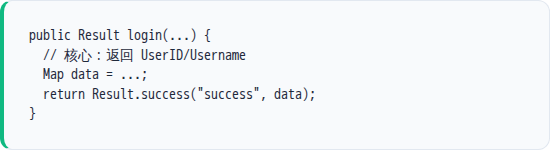 public Result login(...) {
  // 核心：返回 UserID/Username
  Map data = ...;
  return Result.success("success", data);
}